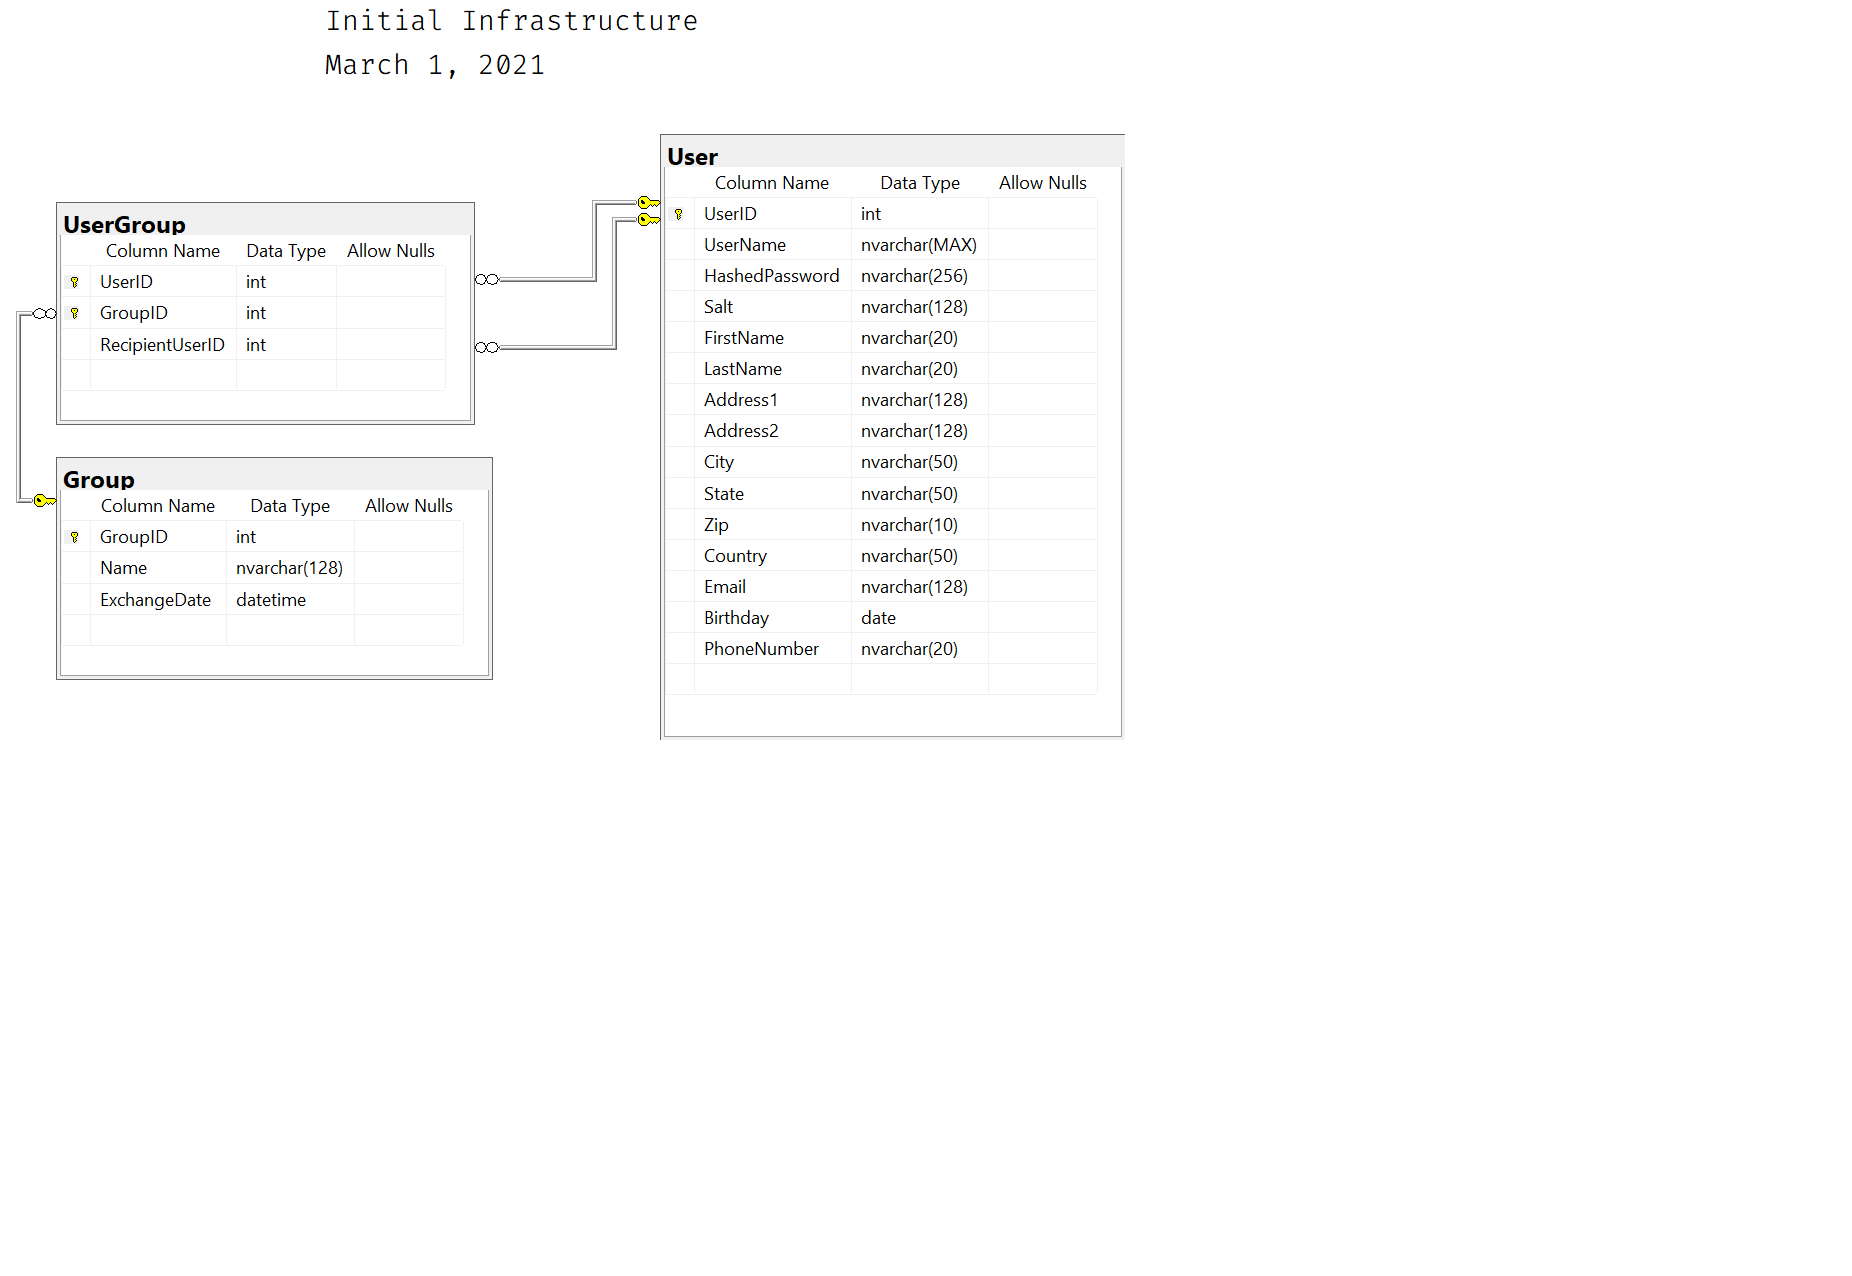 Initial Infrastructure
March 1, 2021
User
Column Name Data Type Allow Nulls
UserID int
UserName nvarchar(MAX)
HashedPassword nvarchar(256)
Salt nvarchar(128)
FirstName nvarchar(20)
LastName nvarchar(20)
Address1 nvarchar(128)
Address2 nvarchar(128)
City nvarchar(50)
State nvarchar(50)
Zip nvarchar(10)
Country nvarchar(50)
Email nvarchar(128)
Birthday date
PhoneNumber nvarchar(20)
UserGroup
Column Name Data Type Allow Nulls
UserID int
GroupID int
RecipientUserID int
Group
Column Name Data Type Allow Nulls
GroupID int
Name nvarchar(128)
ExchangeDate datetime